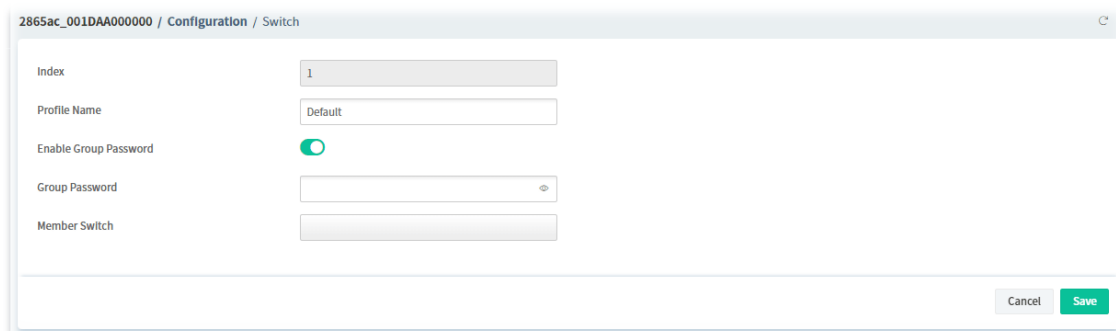 2865ac_001DAA000000 / Configuration / Switch
Index
1
Profile Name
Default
Enable Group Password
Group Password
Member Switch
Cancel
Save